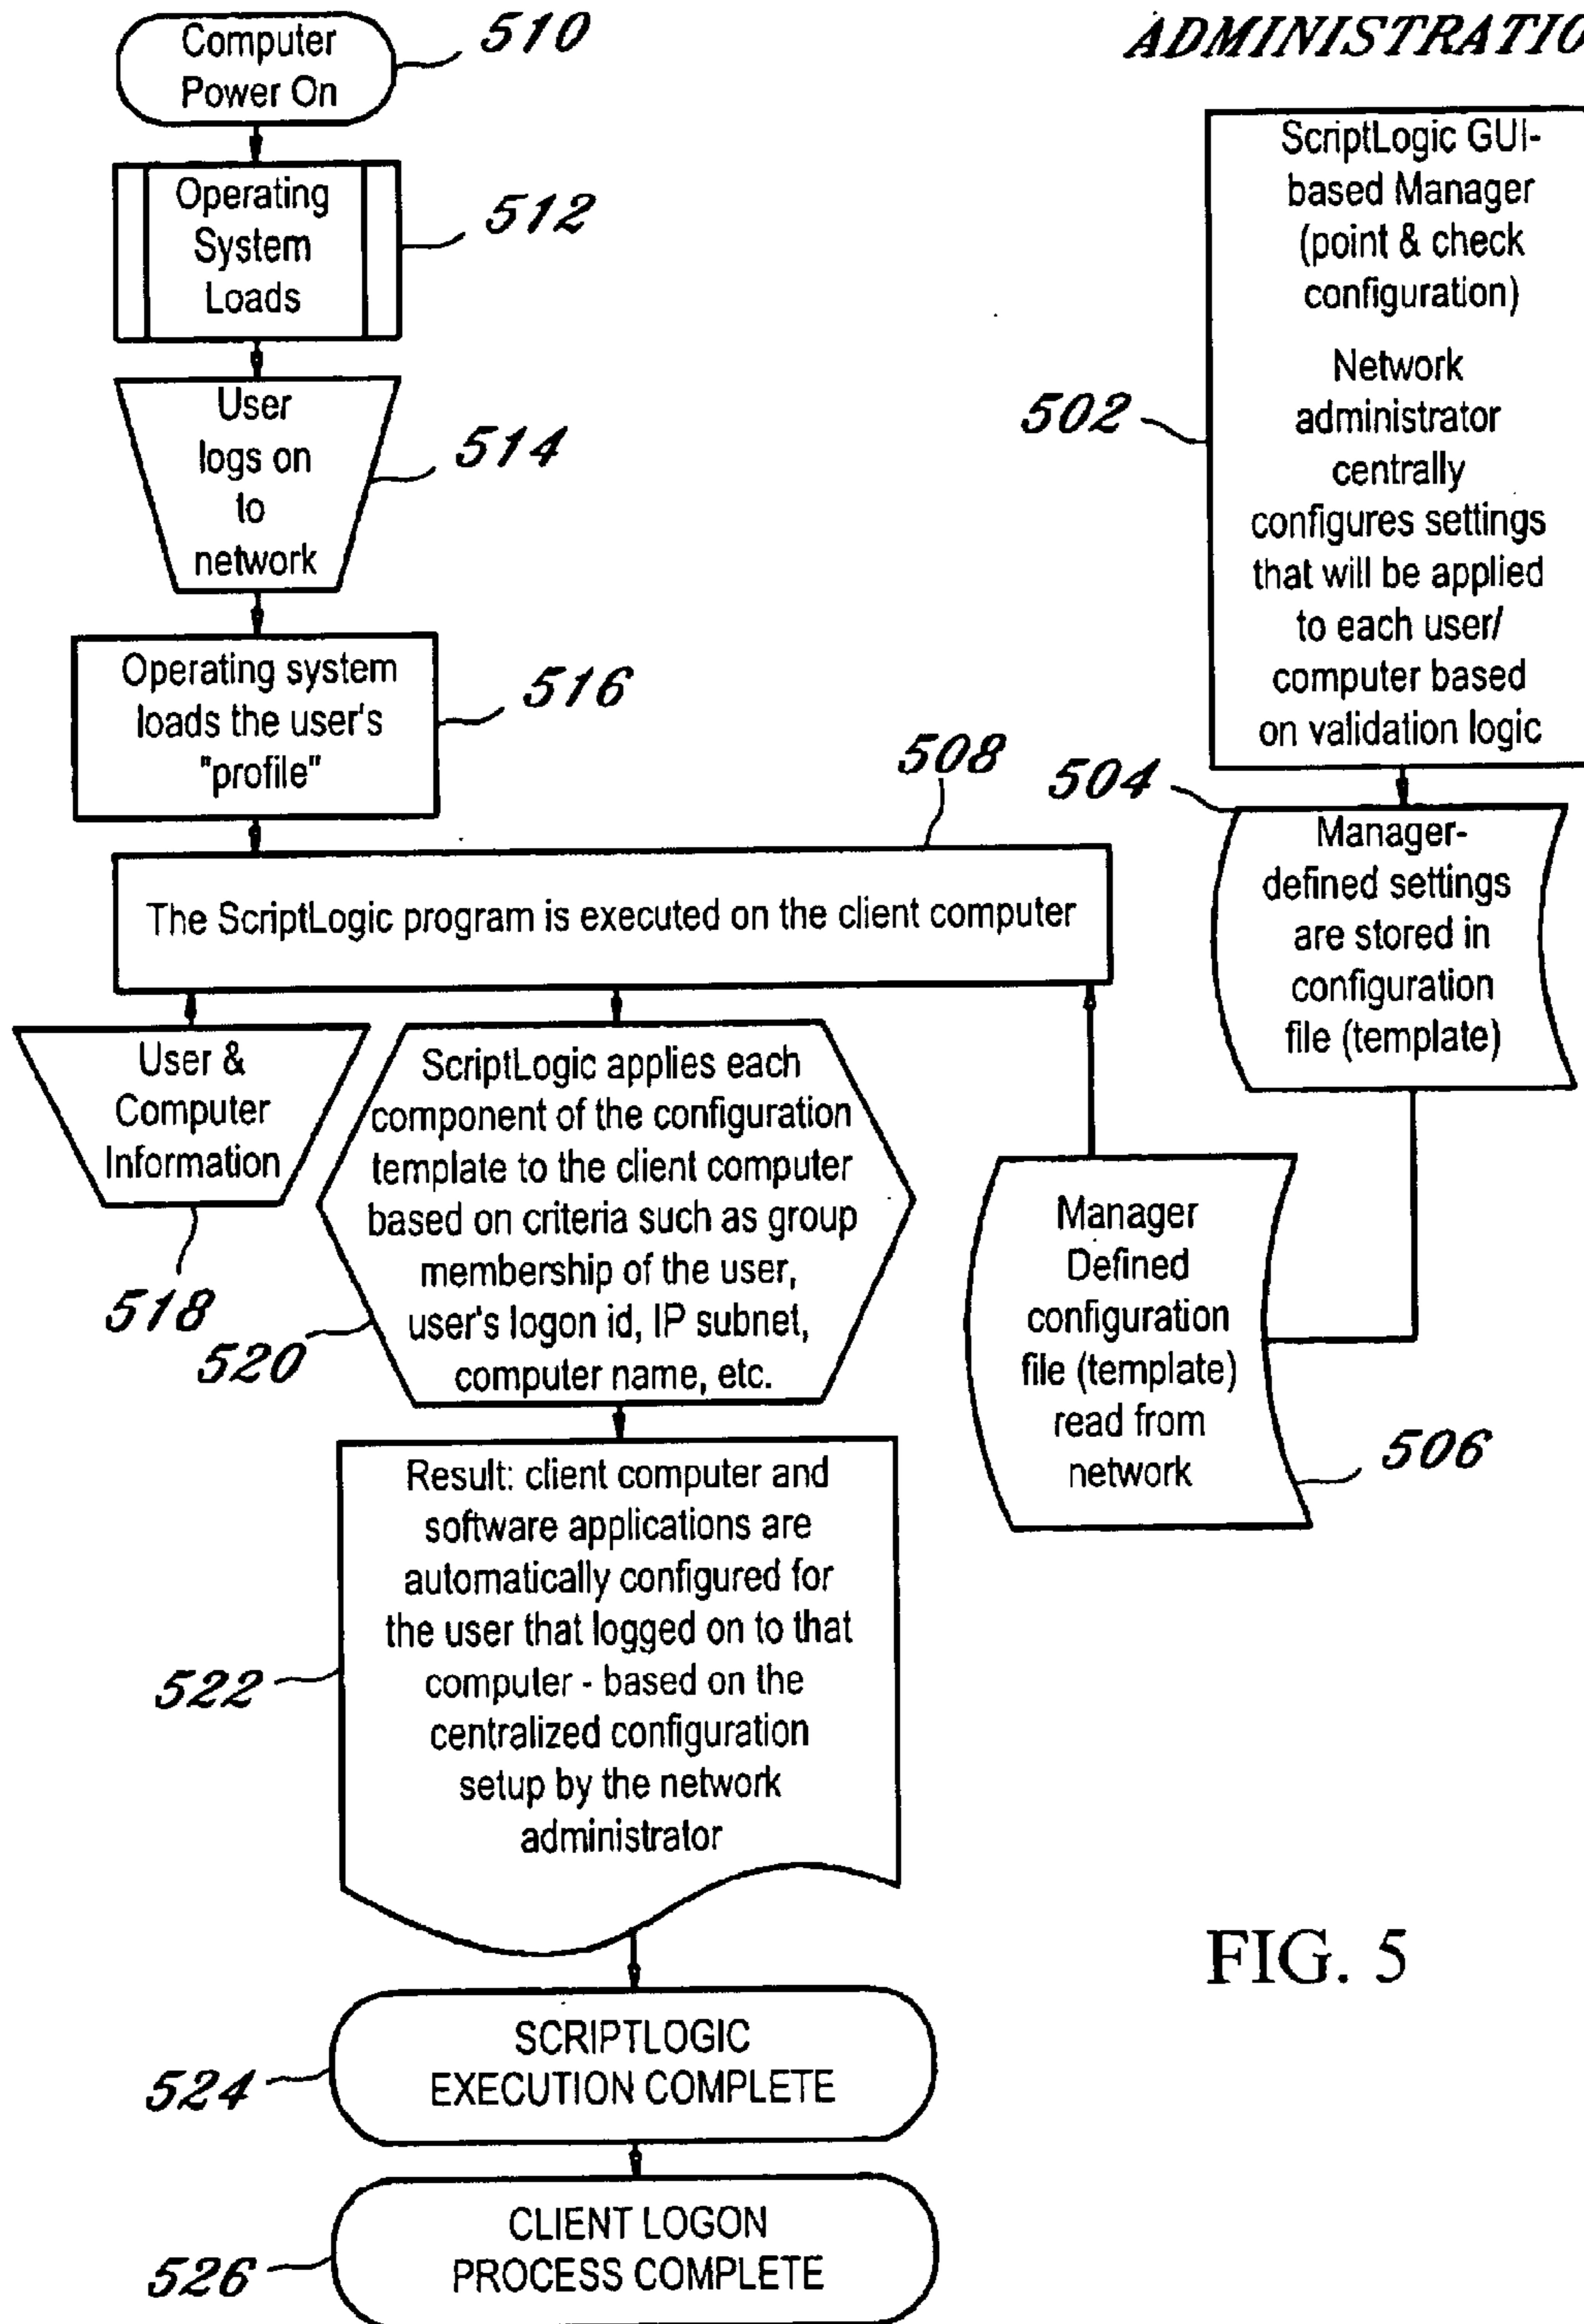 Computer
Power On
510
Operating
System
Loads
512
User
logs on
to
network
514
Operating system
loads the user's
"profile"
516
508
The ScriptLogic program is executed on the client computer
User &
Computer
Information
518
ScriptLogic applies each
component of the configuration
template to the client computer
based on criteria such as group
membership of the user,
user's logon id, IP subnet,
computer name, etc.
520
Result: client computer and
software applications are
automatically configured for
the user that logged on to that
computer - based on the
centralized configuration
setup by the network
administrator
522
SCRIPTLOGIC
EXECUTION COMPLETE
524
CLIENT LOGON
PROCESS COMPLETE
526
ADMINISTRATIO
ScriptLogic GUI-
based Manager
(point & check
configuration)
Network
administrator
centrally
configures settings
that will be applied
to each user/
computer based
on validation logic
502
504
Manager-
defined settings
are stored in
configuration
file (template)
Manager
Defined
configuration
file (template)
read from
network
506
FIG. 5